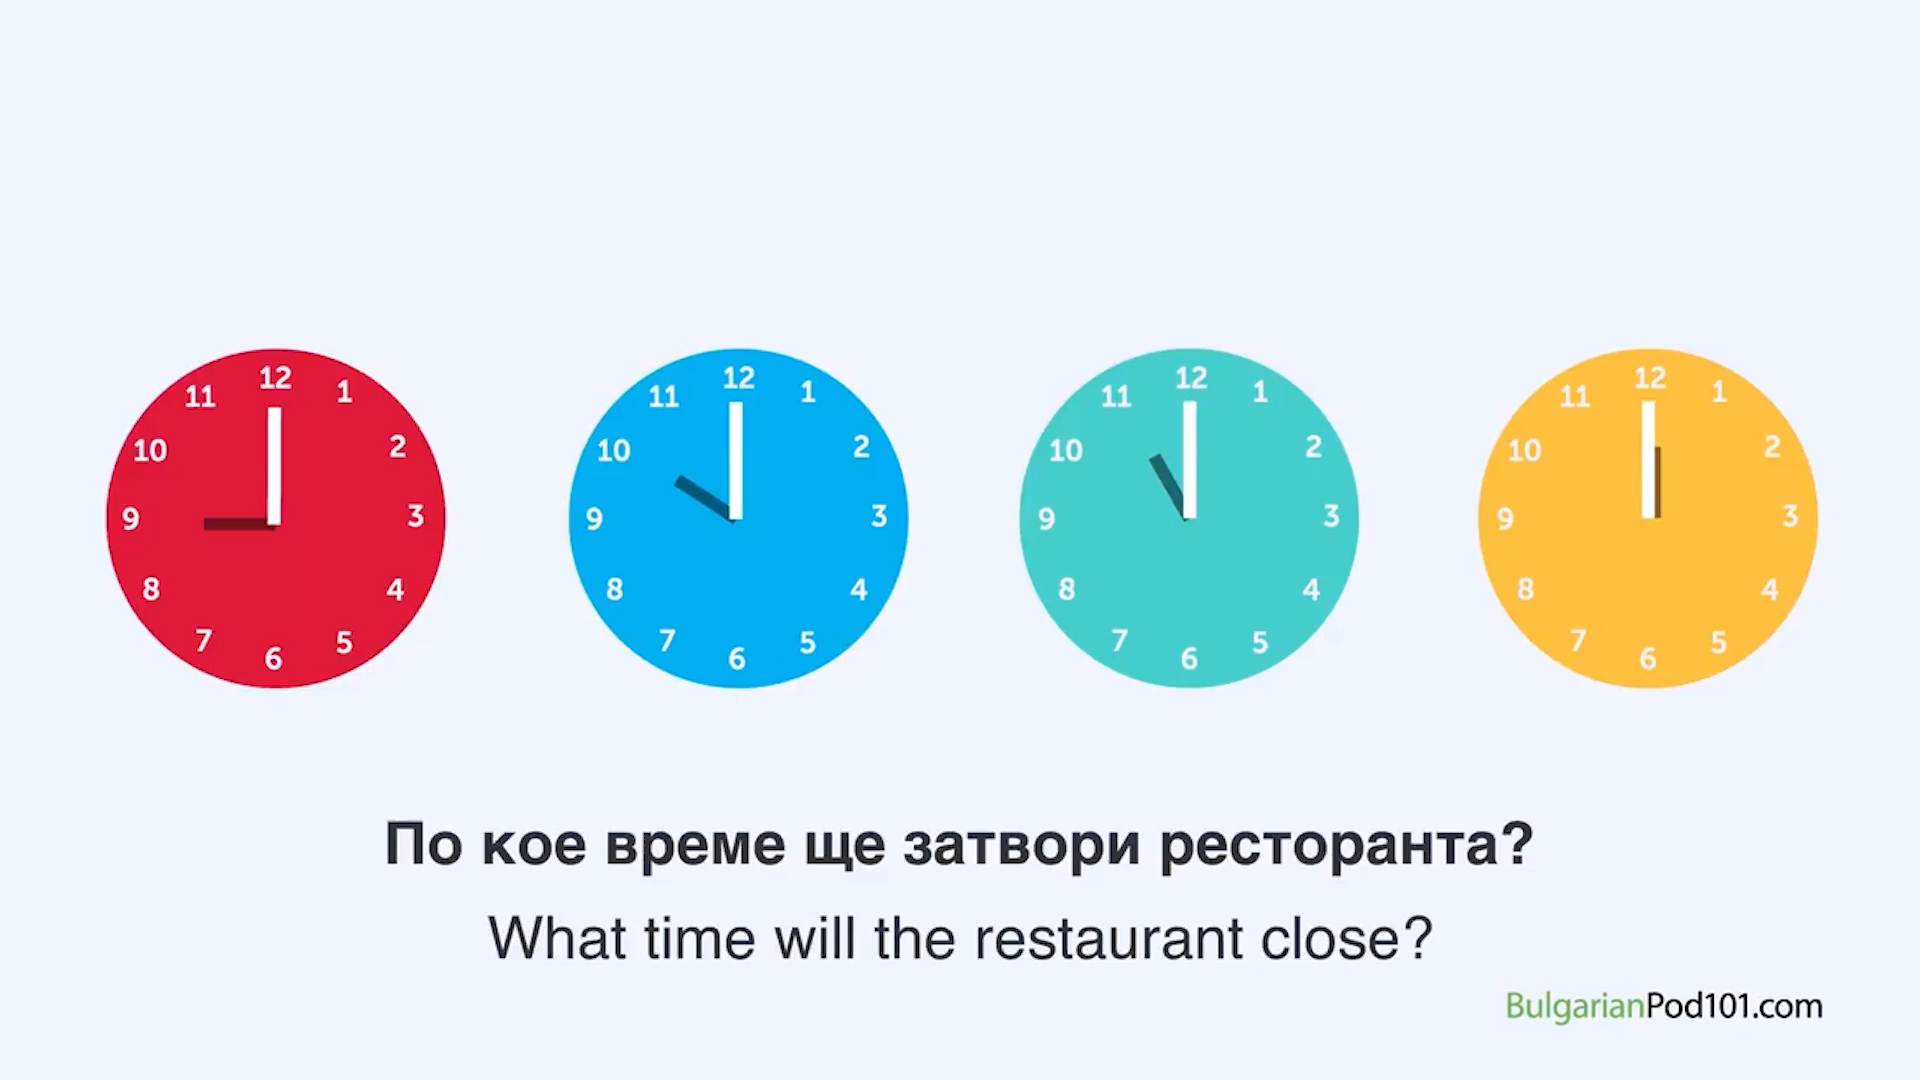 12 1 2 3 4 5 6 7 8 9 10 11
12 1 2 3 4 5 6 7 8 9 10 11
12 1 2 3 4 5 6 7 8 9 10 11
12 1 2 3 4 5 6 7 8 9 10 11
По кое време ще затвори ресторанта?
What time will the restaurant close?
BulgarianPod101.com